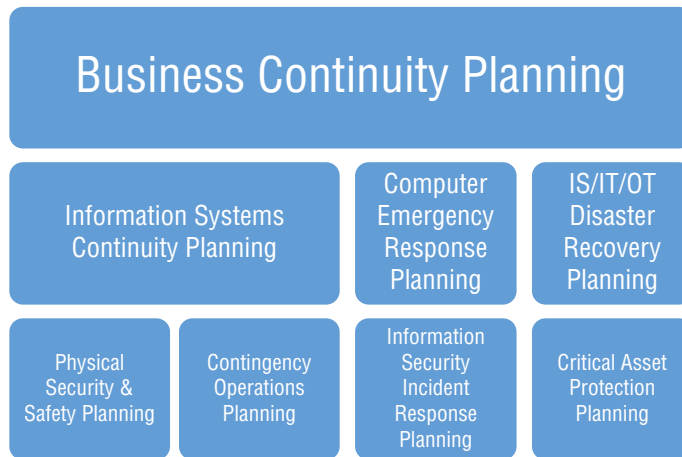 Business Continuity Planning
Information Systems
Continuity Planning
Computer
Emergency
Response
Planning
IS/IT/OT
Disaster
Recovery
Planning
Physical
Security &
Safety Planning
Contingency
Operations
Planning
Information
Security
Incident
Response
Planning
Critical Asset
Protection
Planning